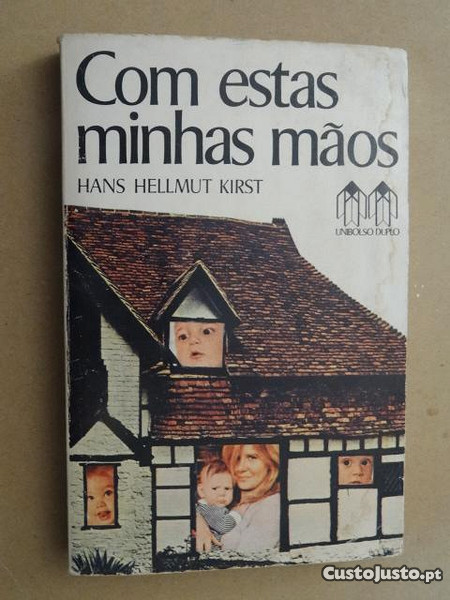 Com estas
minhas mãos
HANS HELLMUT KIRST
UNIBOLSO DUPLO
CustoJusto.pt